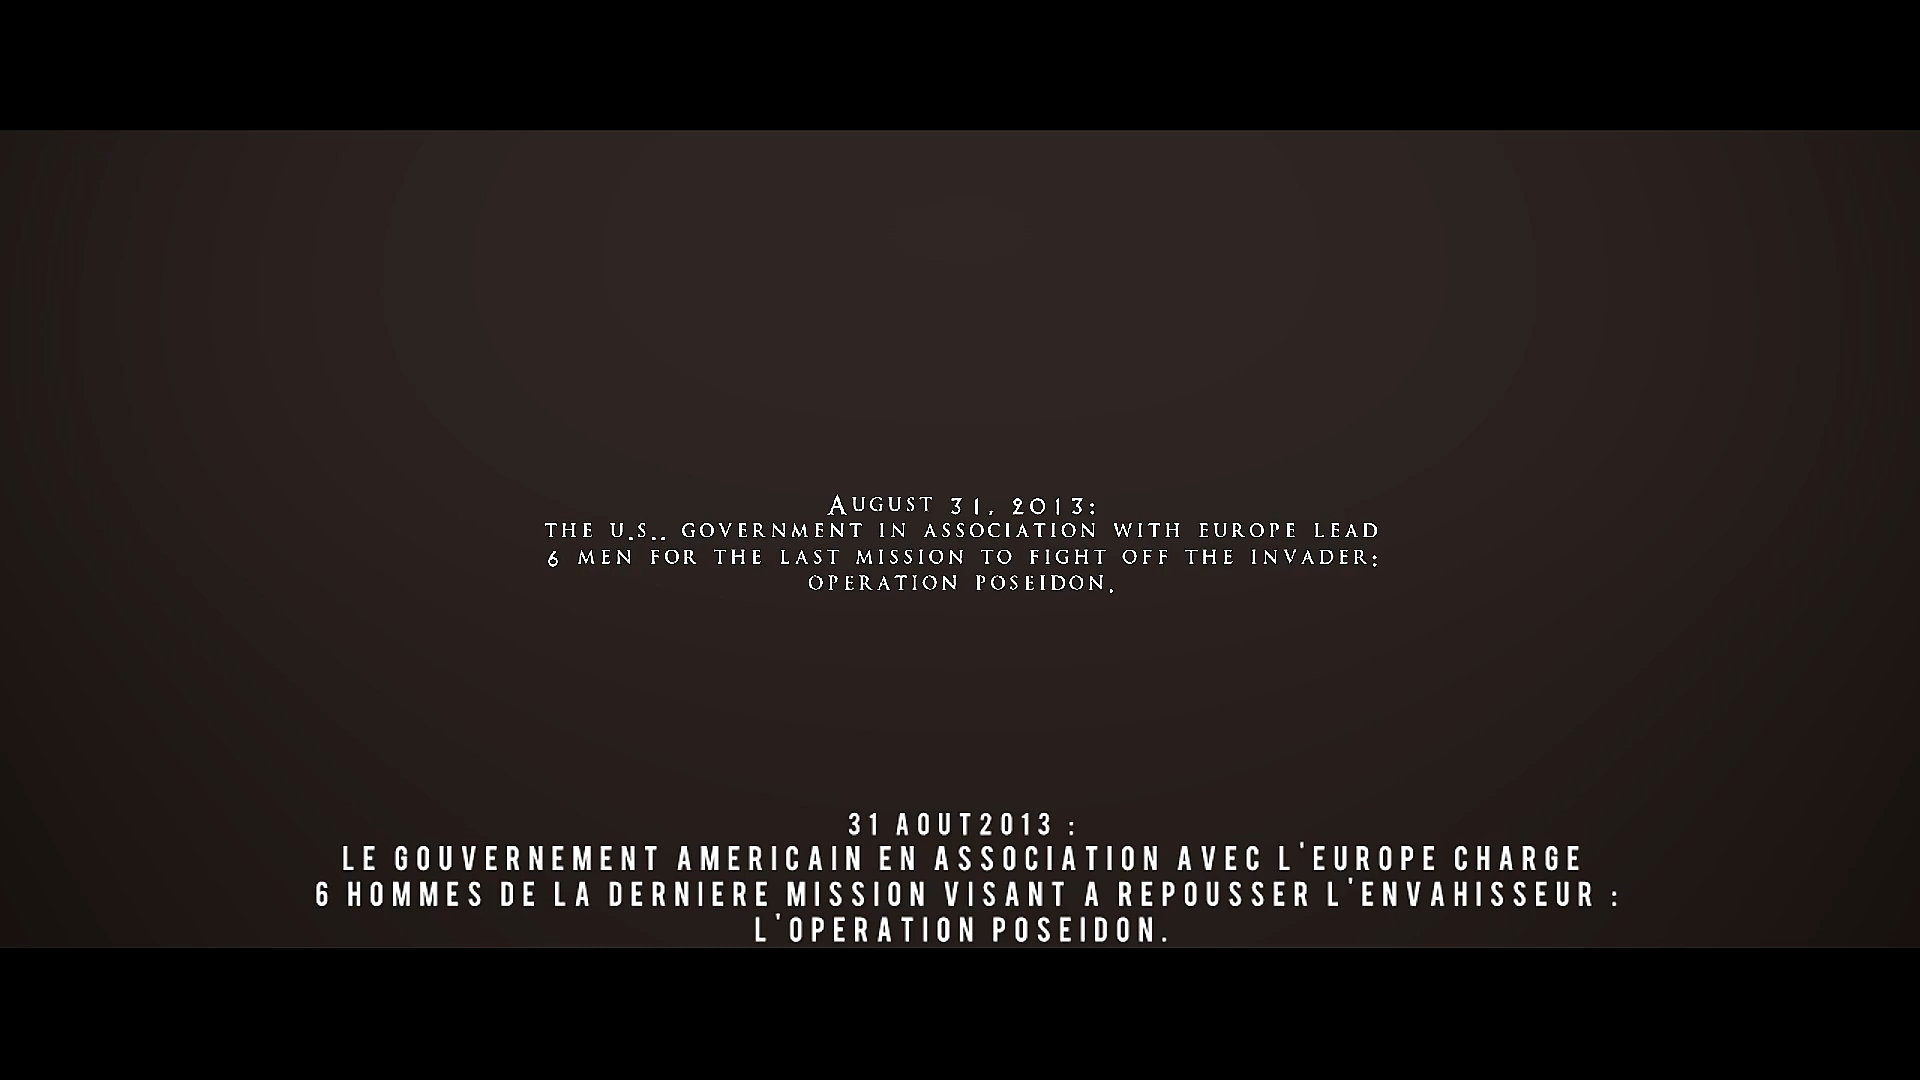 August 31, 2013:
THE U.S.. GOVERNMENT IN ASSOCIATION WITH EUROPE LEAD
6 MEN FOR THE LAST MISSION TO FIGHT OFF THE INVADER:
OPERATION POSEIDON.
31 AOUT2013 :
LE GOUVERNEMENT AMERICAIN EN ASSOCIATION AVEC L'EUROPE CHARGE
6 HOMMES DE LA DERNIERE MISSION VISANT A REPOUSSER L'ENVAHISSEUR :
L'OPERATION POSEIDON.